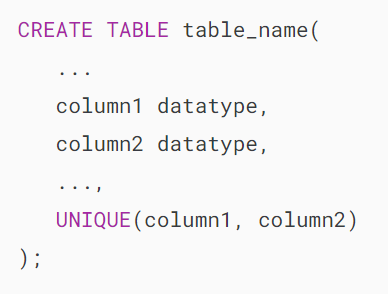 CREATE TABLE table_name(
...
column1 datatype,
column2 datatype,
...,
UNIQUE(column1, column2)
);